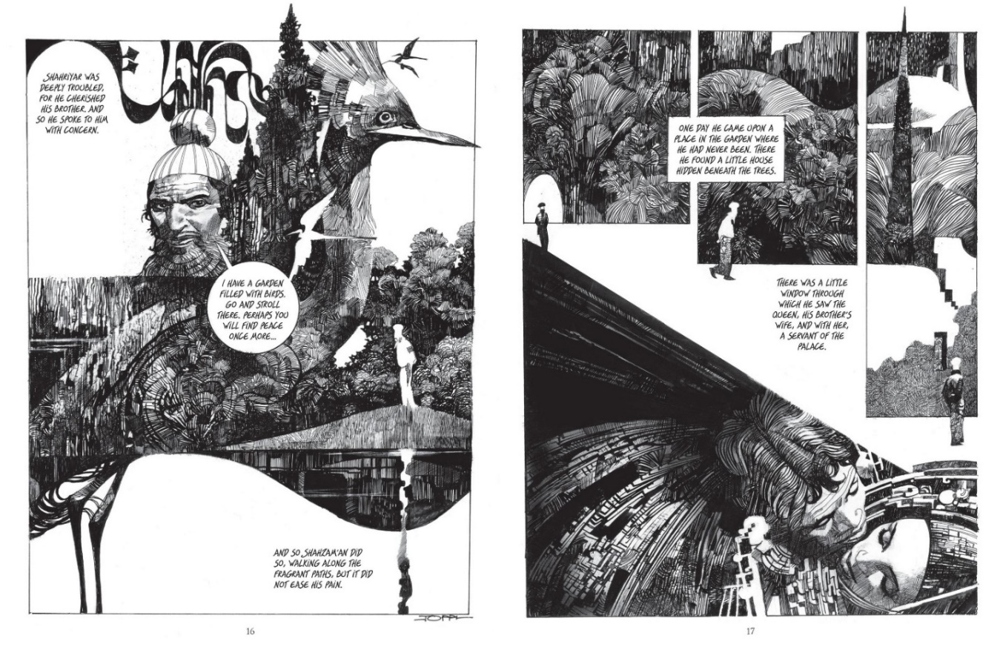 SHAHRIYAR WAS
DEEPLY TROUBLED,
FOR HE CHERISHED
HIS BROTHER. AND
SO HE SPOKE TO HIM
WITH CONCERN.
I HAVE A GARDEN
FILLED WITH BIRDS.
GO AND STROLL
THERE. PERHAPS YOU
WILL FIND PEACE
ONCE MORE...
AND SO SHAHZAM'AN DID
SO, WALKING ALONG THE
FRAGRANT PATHS, BUT IT DID
NOT EASE HIS PAIN.
TOPPI
16
ONE DAY HE CAME UPON A
PLACE IN THE GARDEN WHERE
HE HAD NEVER BEEN. THERE
HE FOUND A LITTLE HOUSE
HIDDEN BENEATH THE TREES.
THERE WAS A LITTLE
WINDOW THROUGH
WHICH HE SAW THE
QUEEN, HIS BROTHER'S
WIFE, AND WITH HER,
A SERVANT OF THE
PALACE.
17